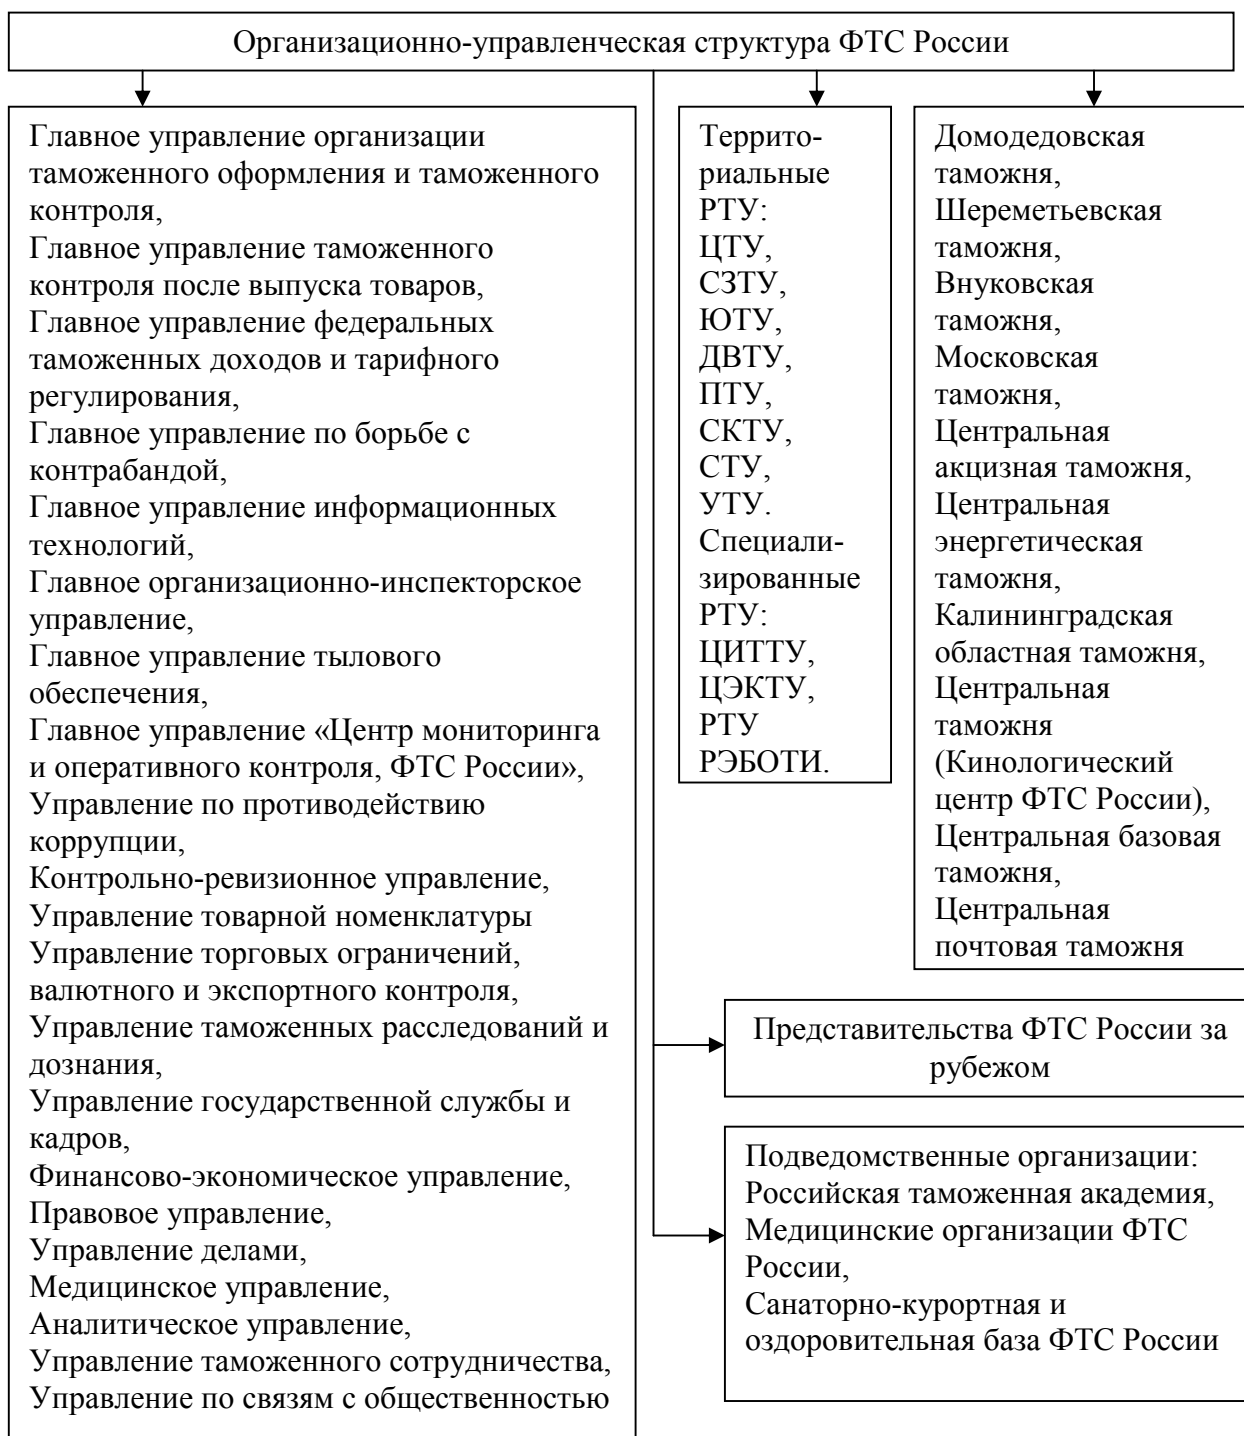 Организационно-управленческая структура ФТС России
Главное управление организации
таможенного оформления и таможенного
контроля,
Главное управление таможенного
контроля после выпуска товаров,
Главное управление федеральных
таможенных доходов и тарифного
регулирования,
Главное управление по борьбе с
контрабандой,
Главное управление информационных
технологий,
Главное организационно-инспекторское
управление,
Главное управление тылового
обеспечения,
Главное управление «Центр мониторинга
и оперативного контроля, ФТС России»,
Управление по противодействию
коррупции,
Контрольно-ревизионное управление,
Управление товарной номенклатуры
Управление торговых ограничений,
валютного и экспортного контроля,
Управление таможенных расследований и
дознания,
Управление государственной службы и
кадров,
Финансово-экономическое управление,
Правовое управление,
Управление делами,
Медицинское управление,
Аналитическое управление,
Управление таможенного сотрудничества,
Управление по связям с общественностью
Террито-
риальные
РТУ:
ЦТУ,
СЗТУ,
ЮТУ,
ДВТУ,
ПТУ,
СКТУ,
СТУ,
УТУ.
Специали-
зированные
РТУ:
ЦИТТУ,
ЦЭКТУ,
РТУ
РЭБОТИ.
Домодедовская
таможня,
Шереметьевская
таможня,
Внуковская
таможня,
Московская
таможня,
Центральная
акцизная таможня,
Центральная
энергетическая
таможня,
Калининградская
областная таможня,
Центральная
таможня
(Кинологический
центр ФТС России),
Центральная базовая
таможня,
Центральная
почтовая таможня
Представительства ФТС России за
рубежом
Подведомственные организации:
Российская таможенная академия,
Медицинские организации ФТС
России,
Санаторно-курортная и
оздоровительная база ФТС России